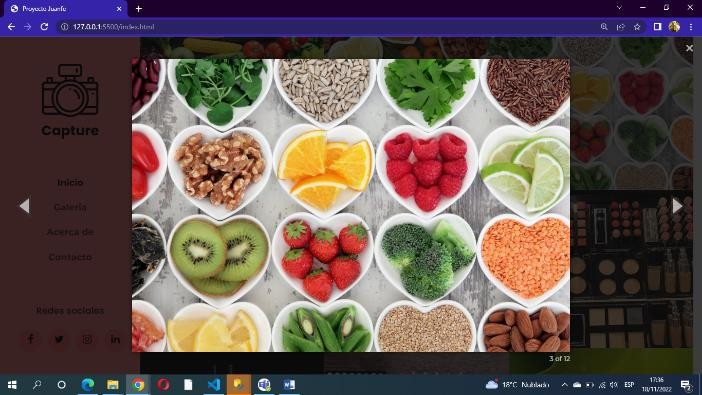 Proyecto Juanfe
127.0.0.1:5500/index.html
Capture
Inicio
Galeria
Acerca de
Contacto
Redes sociales
3 of 12
18°C Nublado
ESP
17:36
18/11/2022